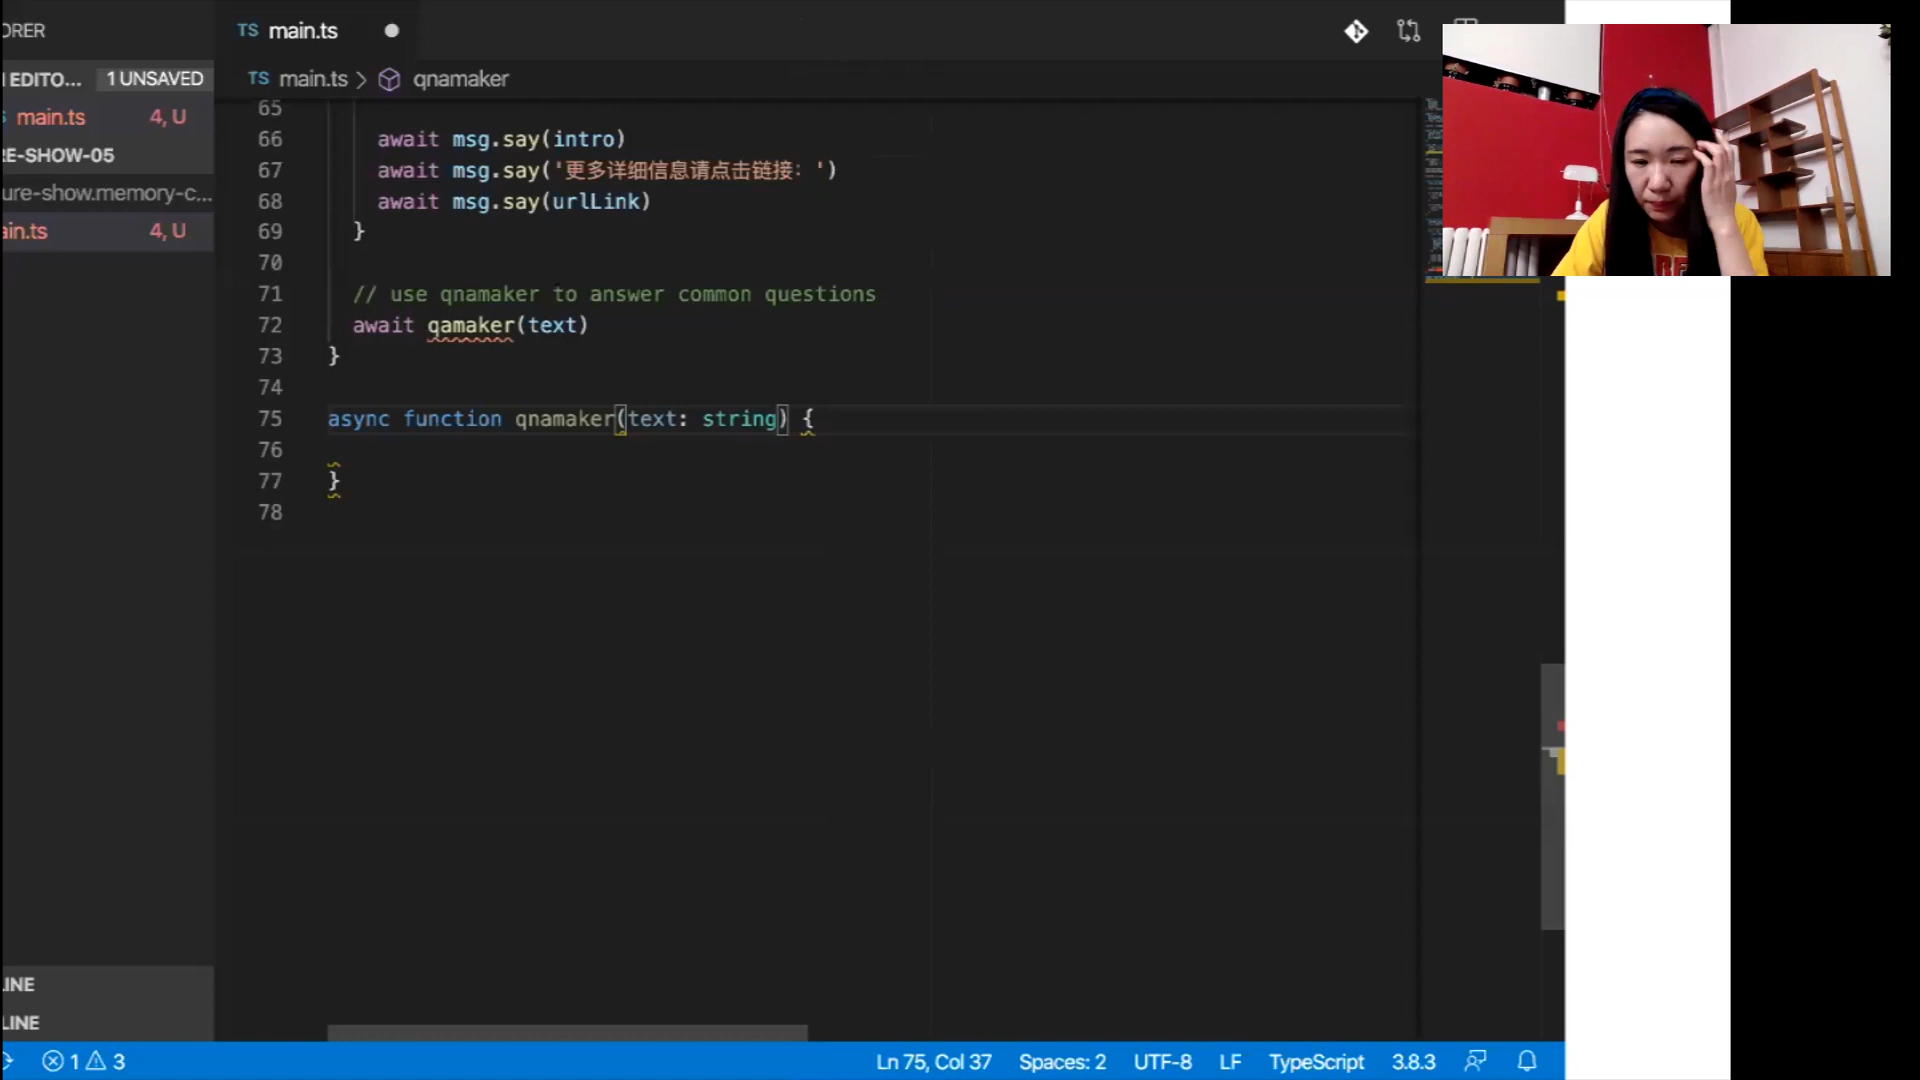 ORER
TS main.ts
EDITO... 1 UNSAVED
TS main.ts > qnamaker
main.ts 4, U
RE-SHOW-05
ure-show.memory-c...
ain.ts 4, U
65
66 await msg.say(intro)
67 await msg.say('更多详细信息请点击链接：')
68 await msg.say(urlLink)
69 }
70
71 // use qnamaker to answer common questions
72 await qamaker(text)
73 }
74
75 async function qnamaker(text: string) {
76
77 }
78
LINE
LINE
1 3 Ln 75, Col 37 Spaces: 2 UTF-8 LF TypeScript 3.8.3